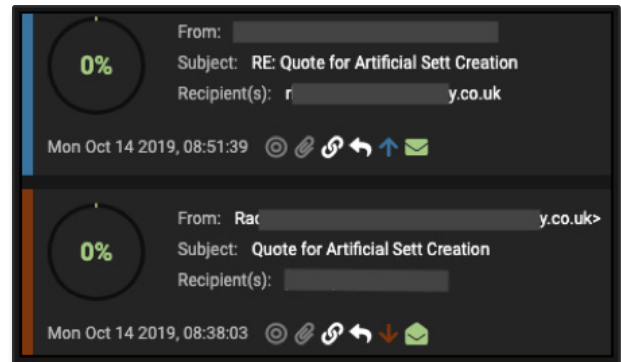 From:
0%
Subject: RE: Quote for Artificial Sett Creation
Recipient(s): r y.co.uk
Mon Oct 14 2019, 08:51:39
From: Rac y.co.uk>
0%
Subject: Quote for Artificial Sett Creation
Recipient(s):
Mon Oct 14 2019, 08:38:03